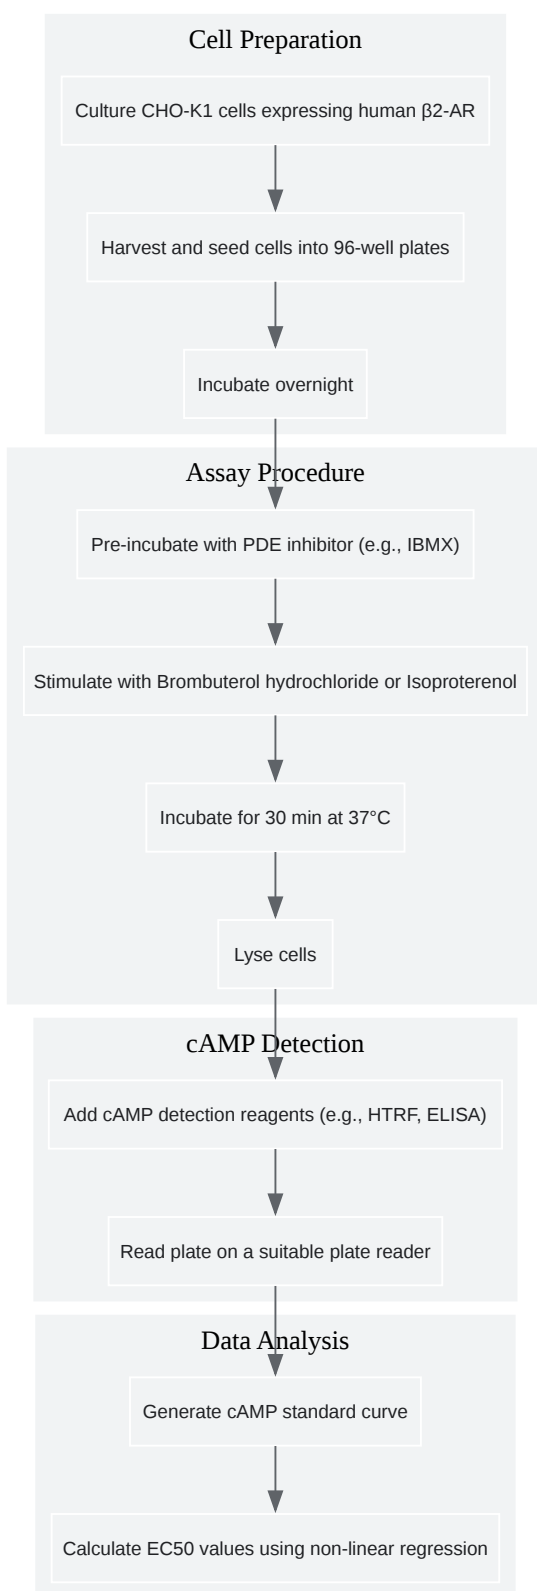 Cell Preparation
Culture CHO-K1 cells expressing human β2-AR
Harvest and seed cells into 96-well plates
Incubate overnight
Assay Procedure
Pre-incubate with PDE inhibitor (e.g., IBMX)
Stimulate with Brombuterol hydrochloride or Isoproterenol
Incubate for 30 min at 37°C
Lyse cells
cAMP Detection
Add cAMP detection reagents (e.g., HTRF, ELISA)
Read plate on a suitable plate reader
Data Analysis
Generate cAMP standard curve
Calculate EC50 values using non-linear regression